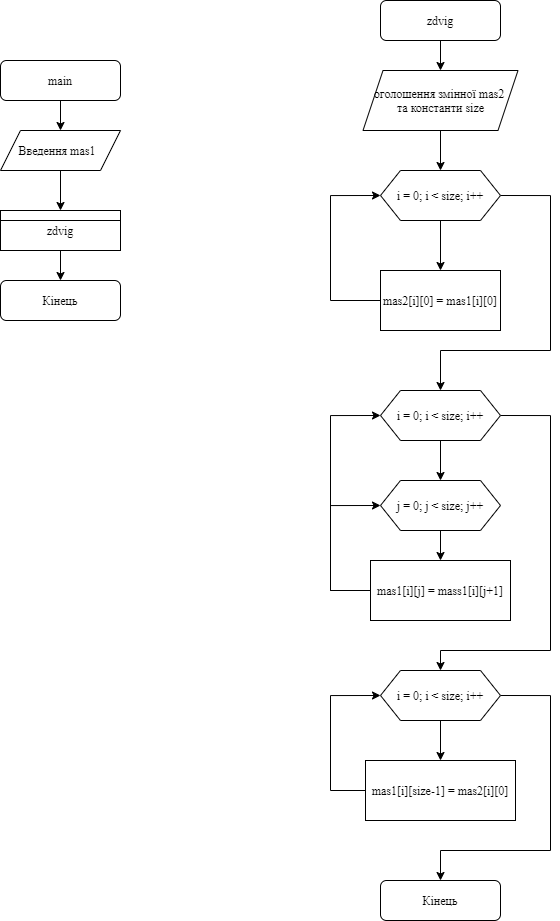 main
Введення mas1
zdvig
Кінець
zdvig
оголошення змінної mas2
та константи size
i = 0; i < size; i++
mas2[i][0] = mas1[i][0]
i = 0; i < size; i++
j = 0; j < size; j++
mas1[i][j] = mass1[i][j+1]
i = 0; i < size; i++
mas1[i][size-1] = mas2[i][0]
Кінець